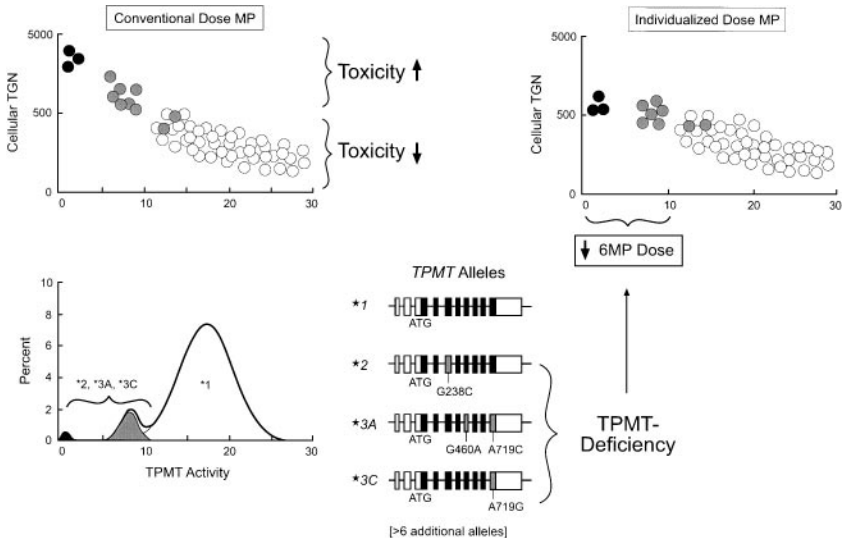 Conventional Dose MP
Cellular TGN
5000
500
0
0
10
20
30
Toxicity ↑
Toxicity ↓
Individualized Dose MP
Cellular TGN
5000
500
0
0
10
20
30
↓ 6MP Dose
Percent
10
8
6
4
2
0
*2, *3A, *3C
*1
0
10
20
30
TPMT Activity
TPMT Alleles
*1
ATG
*2
ATG
G238C
*3A
ATG
G460A
A719C
*3C
ATG
A719G
[>6 additional alleles]
TPMT-
Deficiency